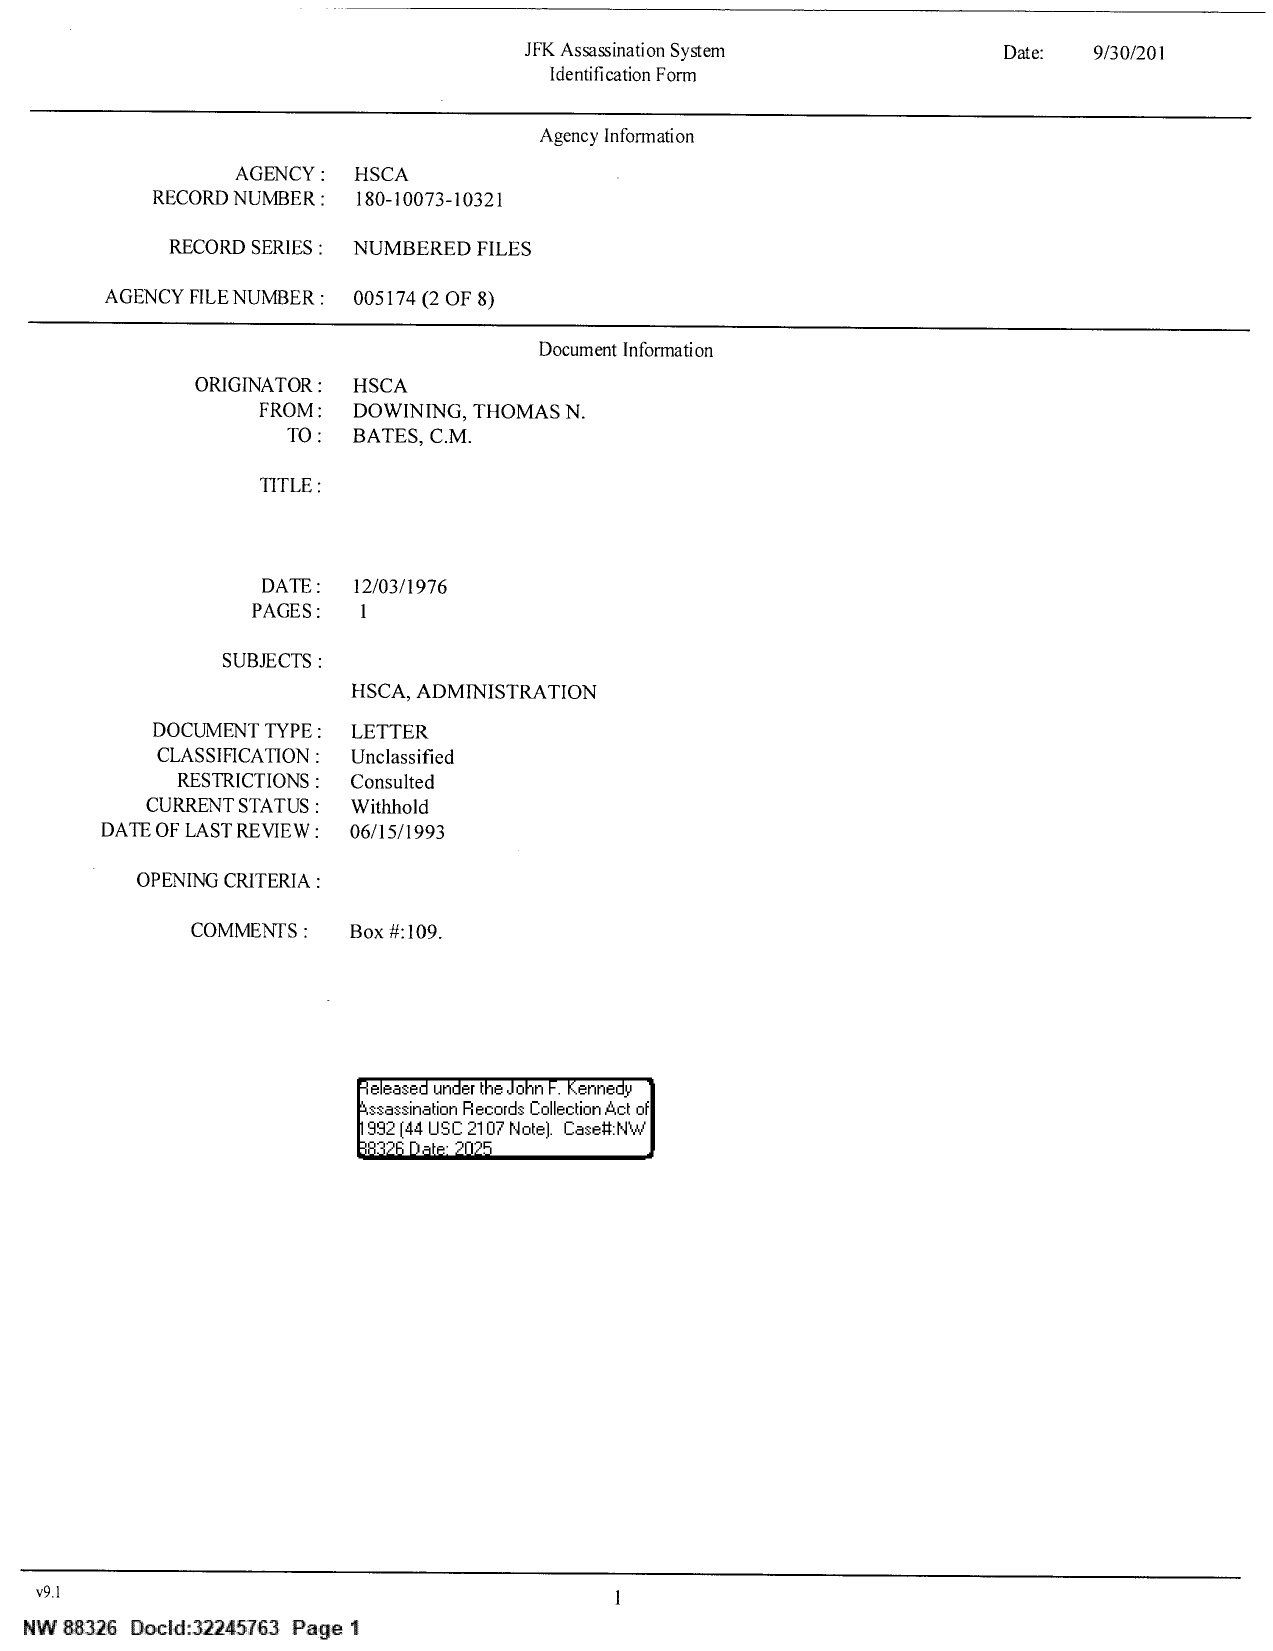 JFK Assassination System
Date: 9/30/201
Identification Form
Agency Information
AGENCY : HSCA
RECORD NUMBER : 180-10073-10321
RECORD SERIES : NUMBERED FILES
AGENCY FILE NUMBER : 005174 (2 OF 8)
Document Information
ORIGINATOR : HSCA
FROM : DOWINING, THOMAS N.
TO : BATES, C.M.
TITLE :
DATE : 12/03/1976
PAGES : 1
SUBJECTS :
HSCA, ADMINISTRATION
DOCUMENT TYPE : LETTER
CLASSIFICATION : Unclassified
RESTRICTIONS : Consulted
CURRENT STATUS : Withhold
DATE OF LAST REVIEW : 06/15/1993
OPENING CRITERIA :
COMMENTS : Box #:109.
Released under the John F. Kennedy
Assassination Records Collection Act of
1992 (44 USC 2107 Note). Case#:NW
88326 Date: 2025
v9.1
1
NW 88326 DocId:32245763 Page 1